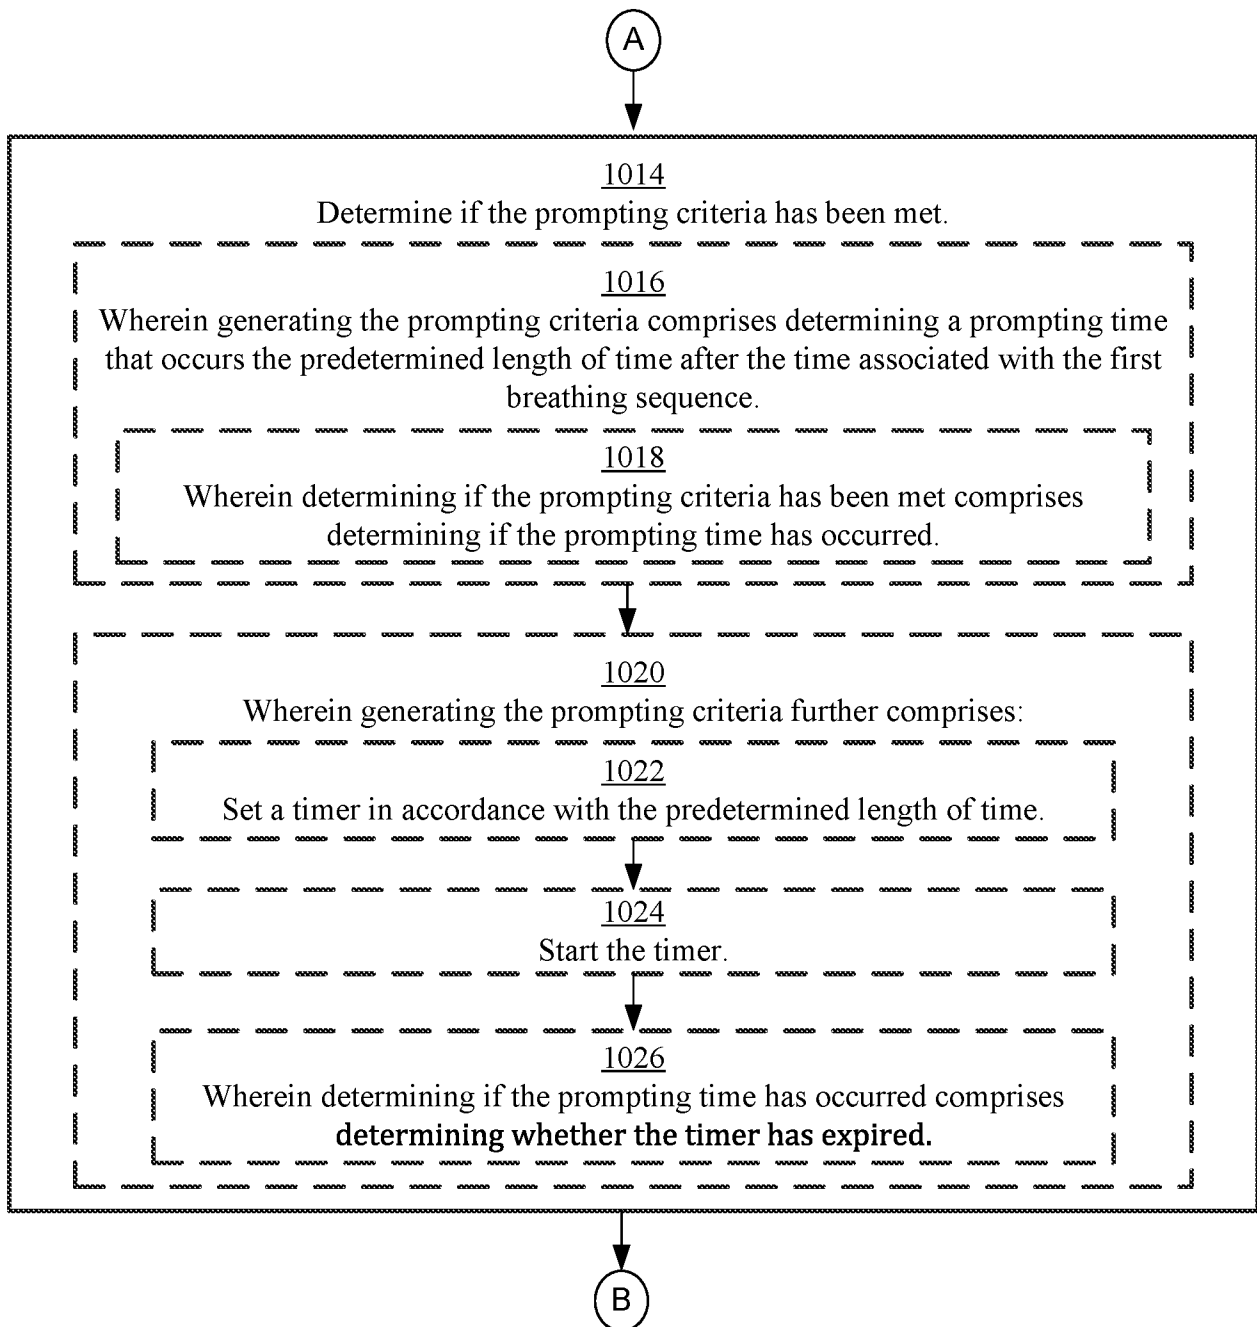 A
1014
Determine if the prompting criteria has been met.
1016
Wherein generating the prompting criteria comprises determining a prompting time
that occurs the predetermined length of time after the time associated with the first
breathing sequence.
1018
Wherein determining if the prompting criteria has been met comprises
determining if the prompting time has occurred.
1020
Wherein generating the prompting criteria further comprises:
1022
Set a timer in accordance with the predetermined length of time.
1024
Start the timer.
1026
Wherein determining if the prompting time has occurred comprises
determining whether the timer has expired.
B